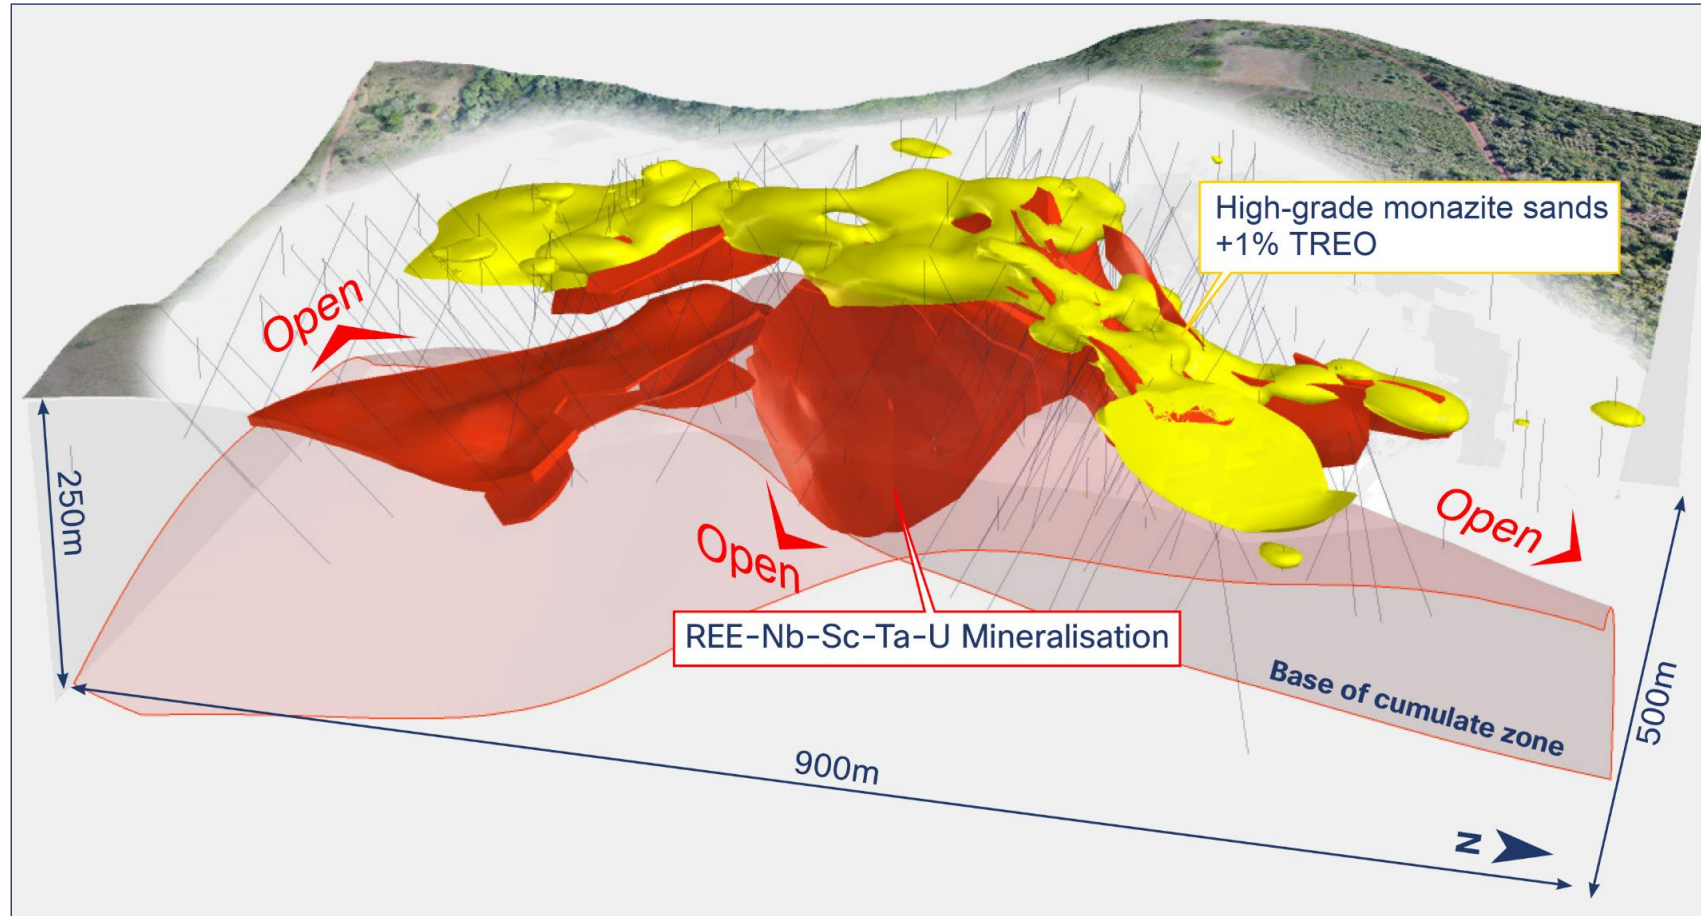 High-grade monazite sands
+1% TREO
Open
250m
Open
Open
REE-Nb-Sc-Ta-U Mineralisation
Base of cumulate zone
500m
900m
N